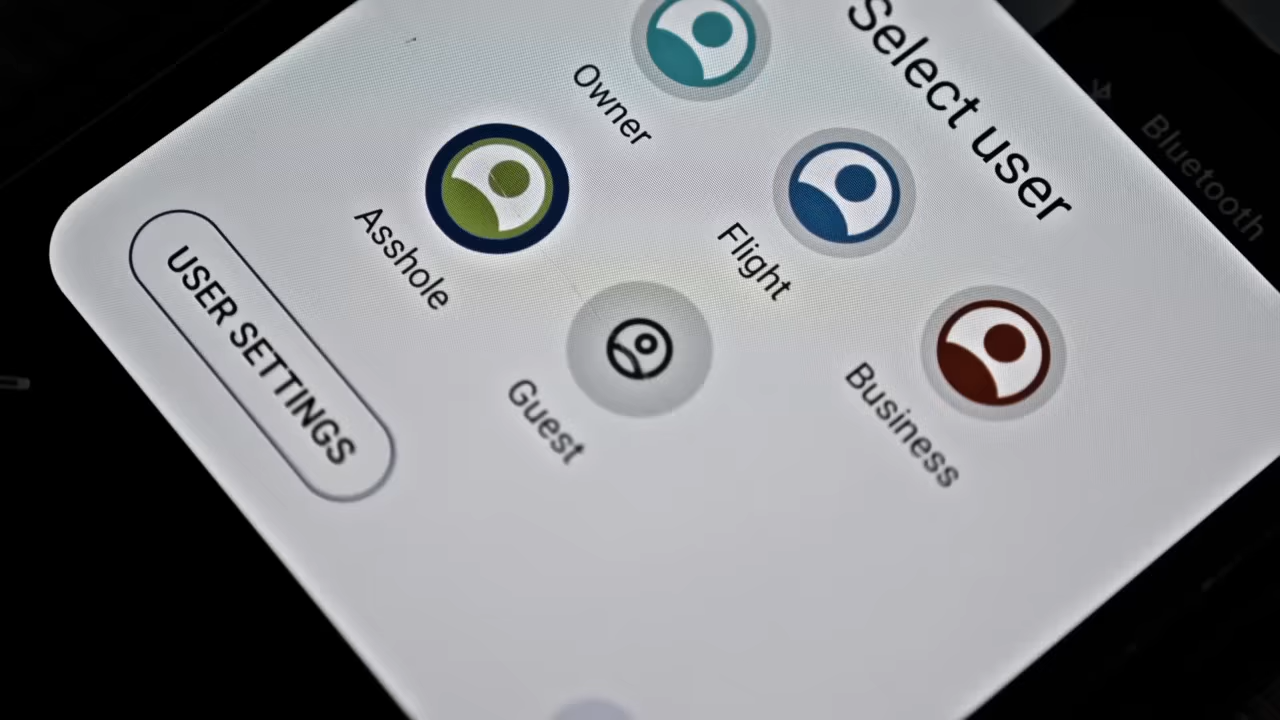 Select user
Owner
Flight
Business
Asshole
Guest
USER SETTINGS
Bluetooth